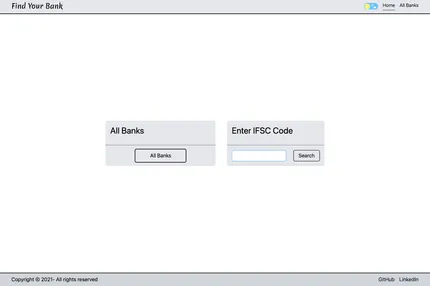 Find Your Bank
Home All Banks
All Banks
All Banks
Enter IFSC Code
Search
Copyright © 2021- All rights reserved
GitHub LinkedIn